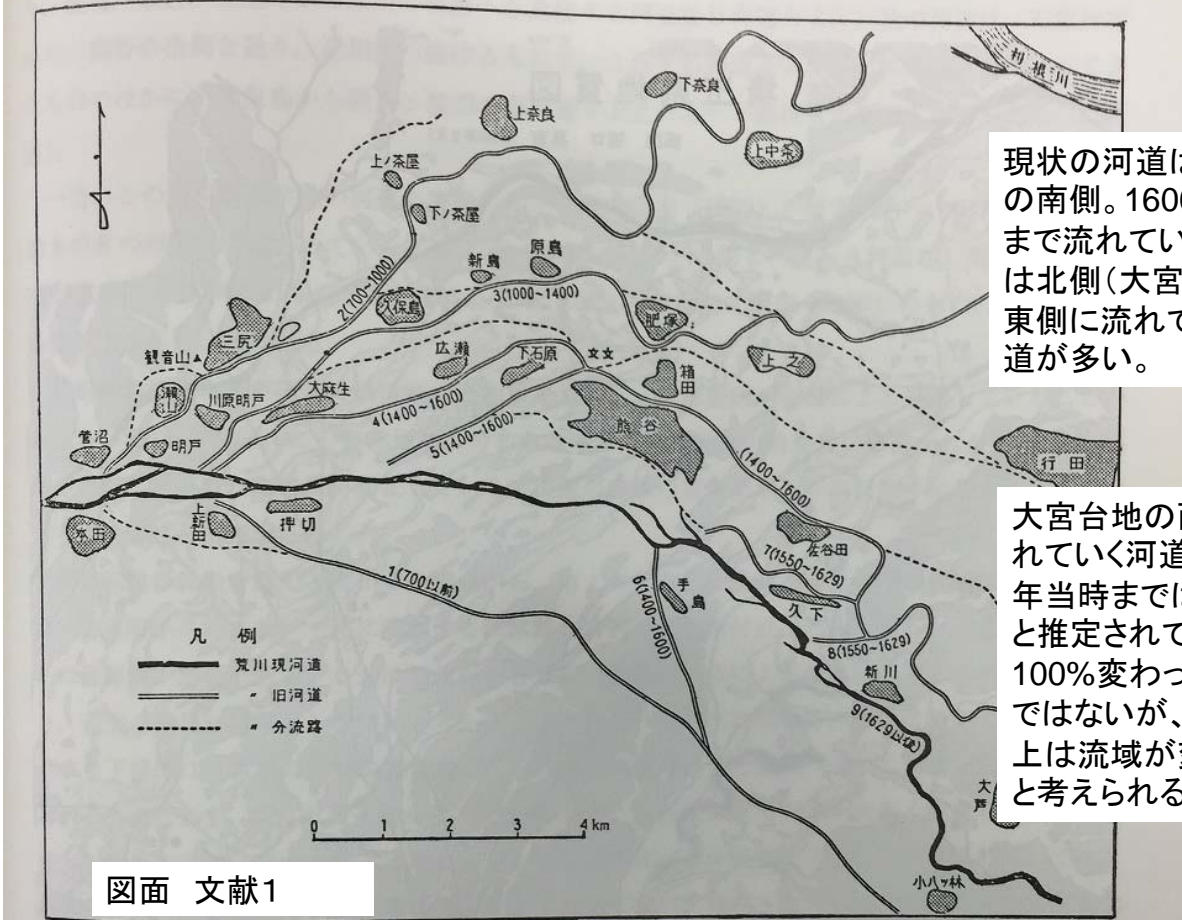 利根川
下奈良
上奈良
上中条
上ノ茶屋
下ノ茶屋
現状の河道は
の南側。1600
まで流れてい
は北側(大宮
東側に流れて
道が多い。
2(700~1000)
新島
原島
3(1000~1400)
久保島
肥塚
三尻
観音山▲
広瀬
下石原
上之
箱田
瀬山
川原明戸
大麻生
4(1400~1600)
5(1400~1600)
熊谷
菅沼
明戸
行田
(1400~1600)
本田
上新田
押切
佐谷田
7(1550~1629)
大宮台地の
れていく河道
年当時までは
と推定されて
100%変わっ
ではないが、
上は流域が
と考えられる
1(700以前)
6(1400~1600)
手島
久下
8(1550~1629)
新川
9(1629以後)
凡 例
荒川現河道
〃 旧河道
〃 分流路
大芦
0 1 2 3 4 km
図面 文献1
小八ッ林